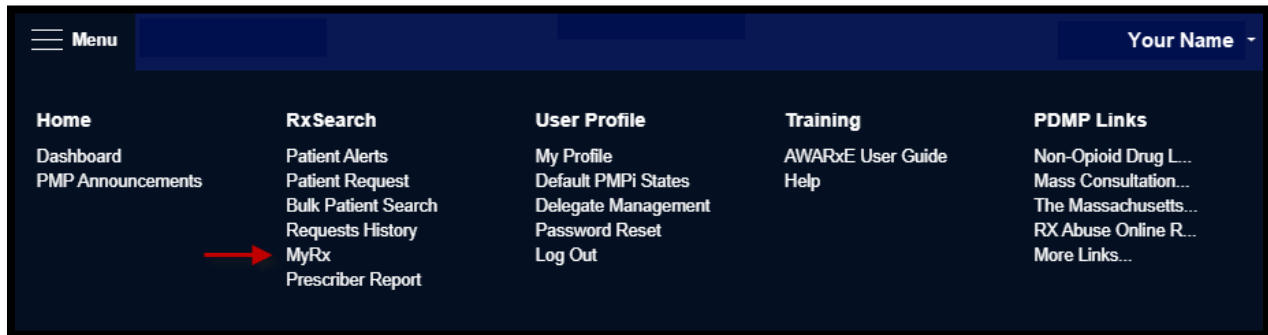 Menu
Your Name
Home
Dashboard
PMP Announcements
RxSearch
Patient Alerts
Patient Request
Bulk Patient Search
Requests History
MyRx
Prescriber Report
User Profile
My Profile
Default PMPi States
Delegate Management
Password Reset
Log Out
Training
AWARxE User Guide
Help
PDMP Links
Non-Opioid Drug L...
Mass Consultation...
The Massachusetts...
RX Abuse Online R...
More Links...